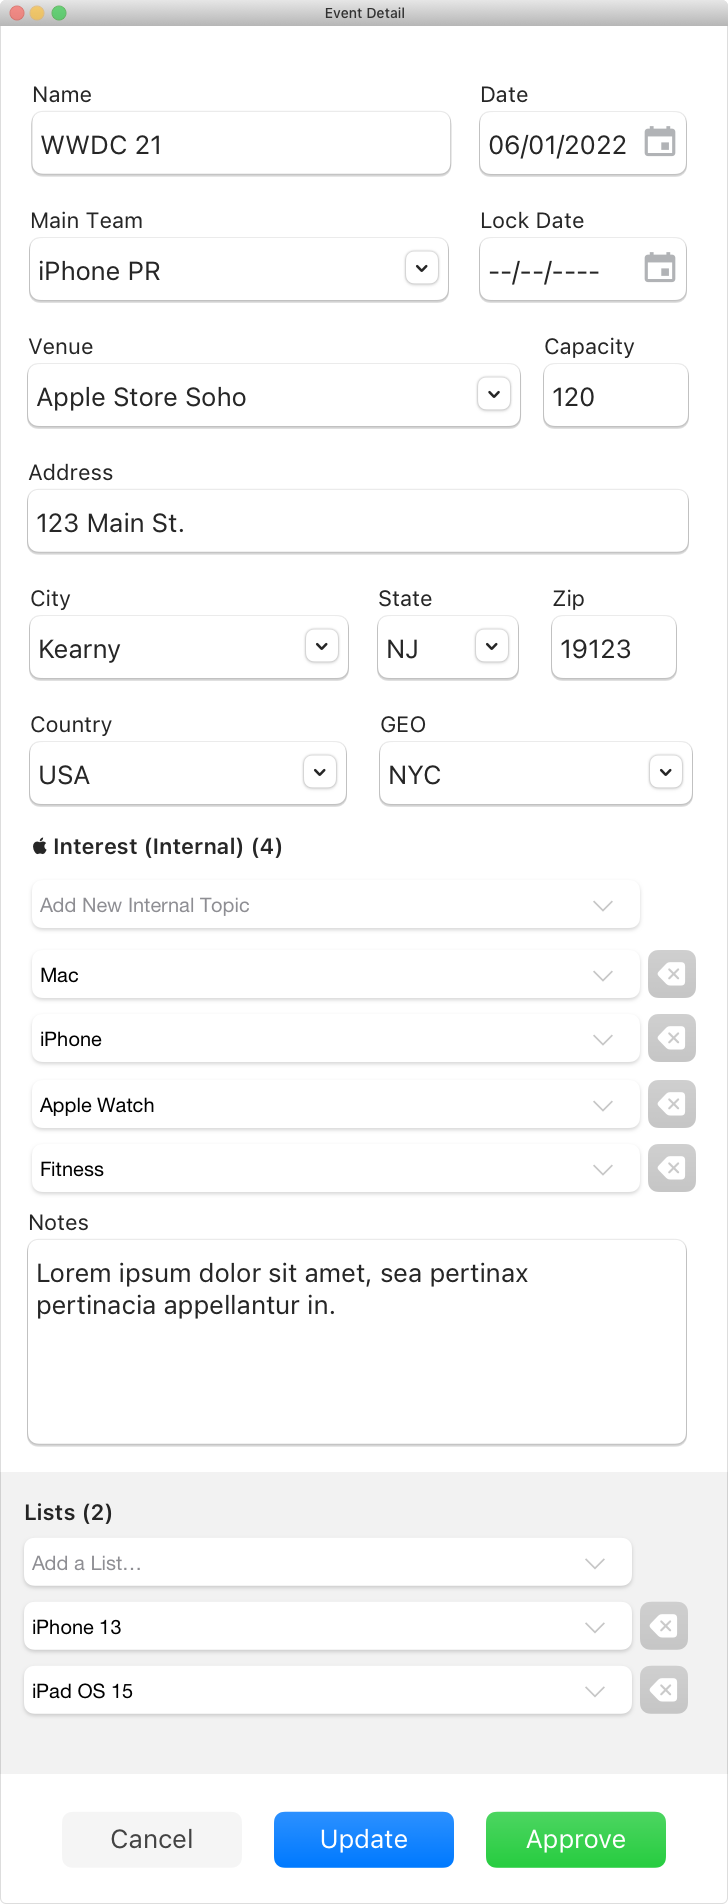 Event Detail
Name Date
WWDC 21 06/01/2022
Main Team Lock Date
iPhone PR --/--/----
Venue Capacity
Apple Store Soho 120
Address
123 Main St.
City State Zip
Kearny NJ 19123
Country GEO
USA NYC
Interest (Internal) (4)
Add New Internal Topic
Mac
iPhone
Apple Watch
Fitness
Notes
Lorem ipsum dolor sit amet, sea pertinax
pertinacia appellantur in.
Lists (2)
Add a List...
iPhone 13
iPad OS 15
Cancel Update Approve